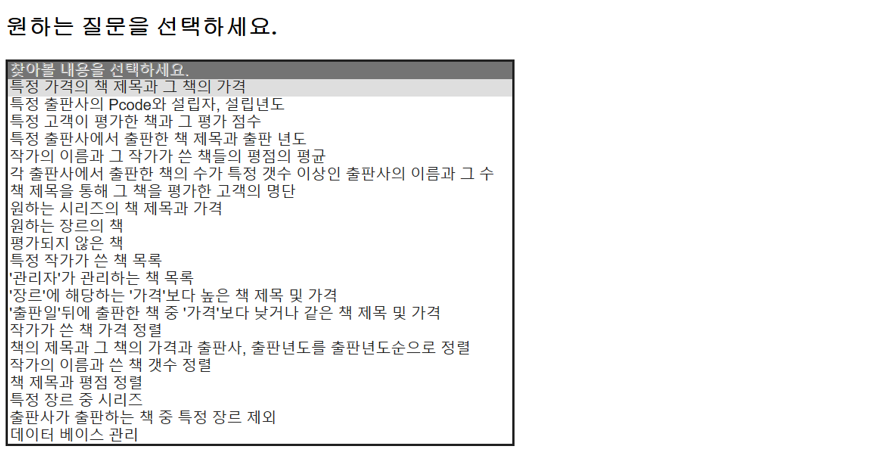 원하는 질문을 선택하세요.
찾아볼 내용을 선택하세요.
특정 가격의 책 제목과 그 책의 가격
특정 출판사의 Pcode와 설립자, 설립년도
특정 고객이 평가한 책과 그 평가 점수
특정 출판사에서 출판한 책 제목과 출판 년도
작가의 이름과 그 작가가 쓴 책들의 평점의 평균
각 출판사에서 출판한 책의 수가 특정 갯수 이상인 출판사의 이름과 그 수
책 제목을 통해 그 책을 평가한 고객의 명단
원하는 시리즈의 책 제목과 가격
원하는 장르의 책
평가되지 않은 책
특정 작가가 쓴 책 목록
'관리자'가 관리하는 책 목록
'장르'에 해당하는 '가격'보다 높은 책 제목 및 가격
'출판일'뒤에 출판한 책 중 '가격'보다 낮거나 같은 책 제목 및 가격
작가가 쓴 책 가격 정렬
책의 제목과 그 책의 가격과 출판사, 출판년도를 출판년도순으로 정렬
작가의 이름과 쓴 책 갯수 정렬
책 제목과 평점 정렬
특정 장르 중 시리즈
출판사가 출판하는 책 중 특정 장르 제외
데이터 베이스 관리